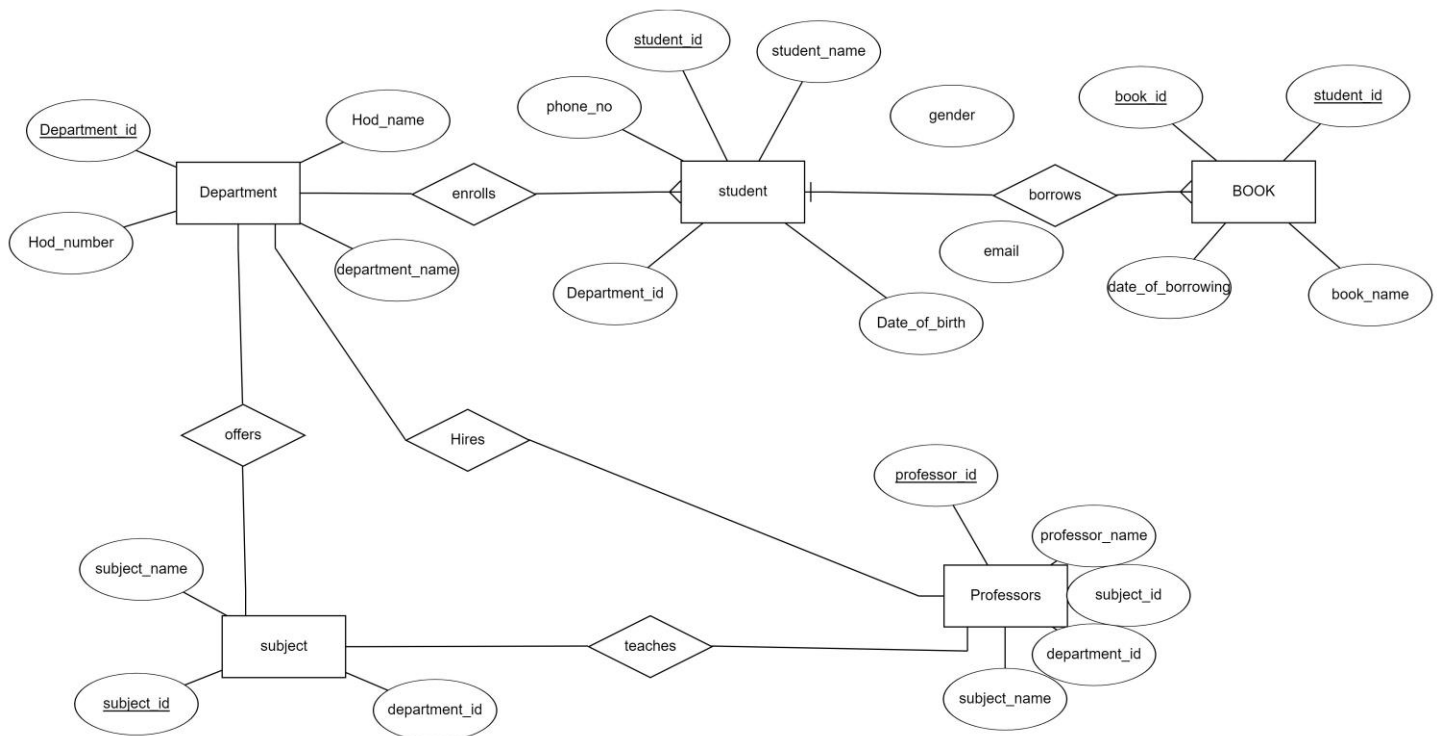 student_id
student_name
phone_no
gender
book_id
student_id
Department_id
Hod_name
Department
enrolls
student
borrows
BOOK
Hod_number
department_name
email
Department_id
Date_of_birth
date_of_borrowing
book_name
offers
Hires
professor_id
professor_name
subject_name
Professors
subject_id
subject
teaches
department_id
subject_id
department_id
subject_name